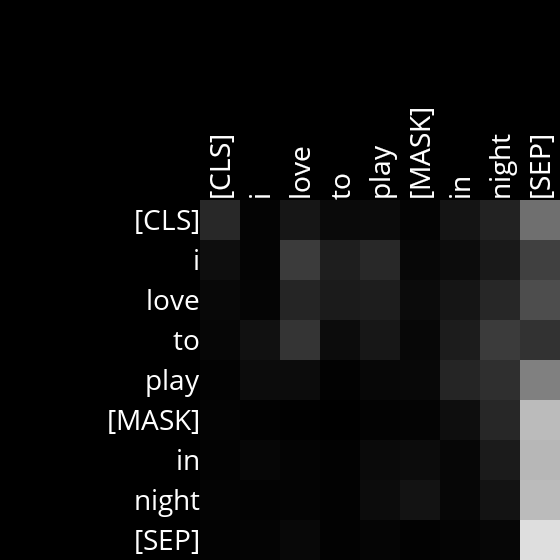 [CLS] i love to play [MASK] in night [SEP]
[CLS]
i
love
to
play
[MASK]
in
night
[SEP]